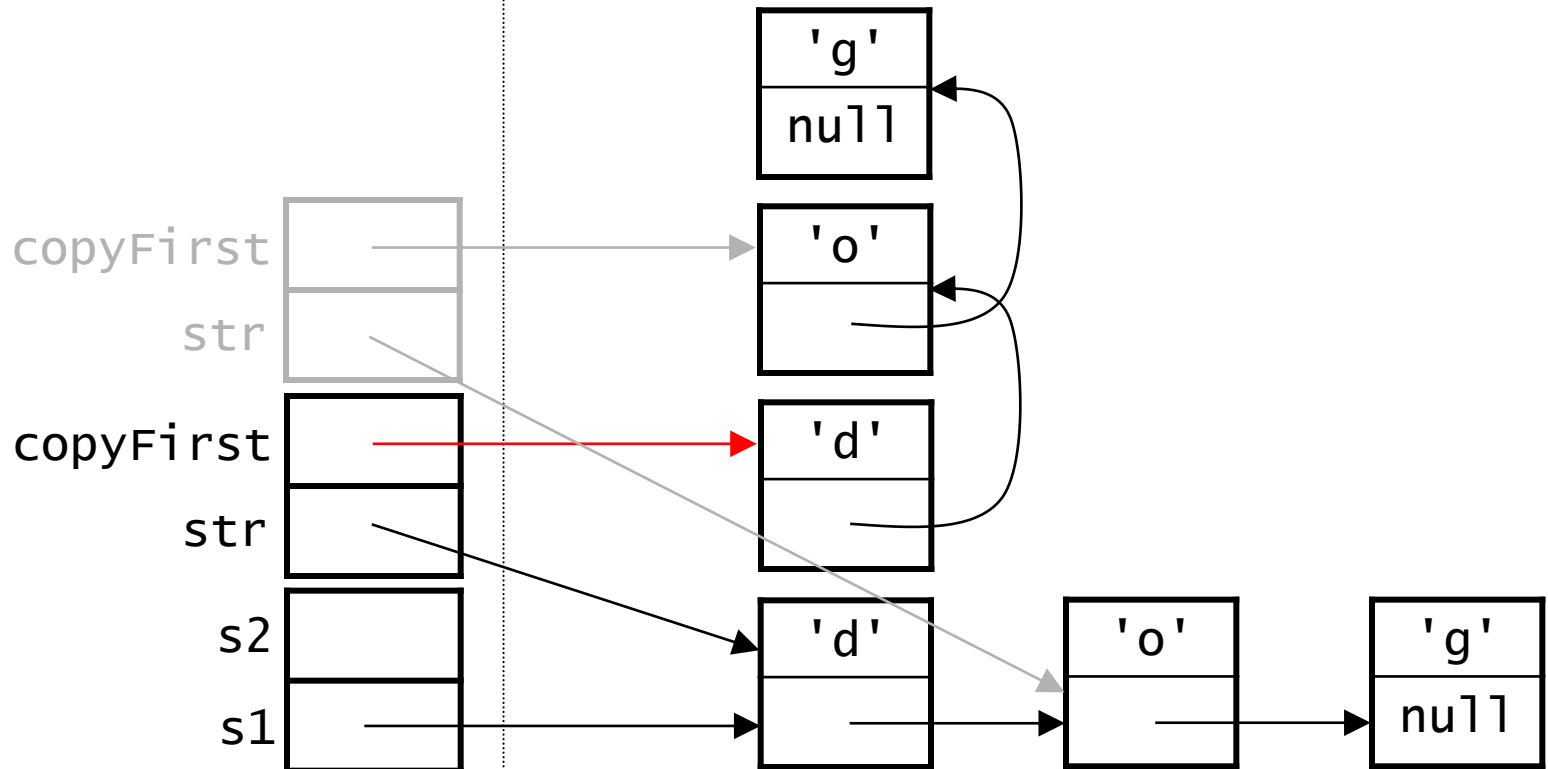 'g'
null
copyFirst
'o'
str
copyFirst
'd'
str
s2
'd'
'o'
'g'
s1
null